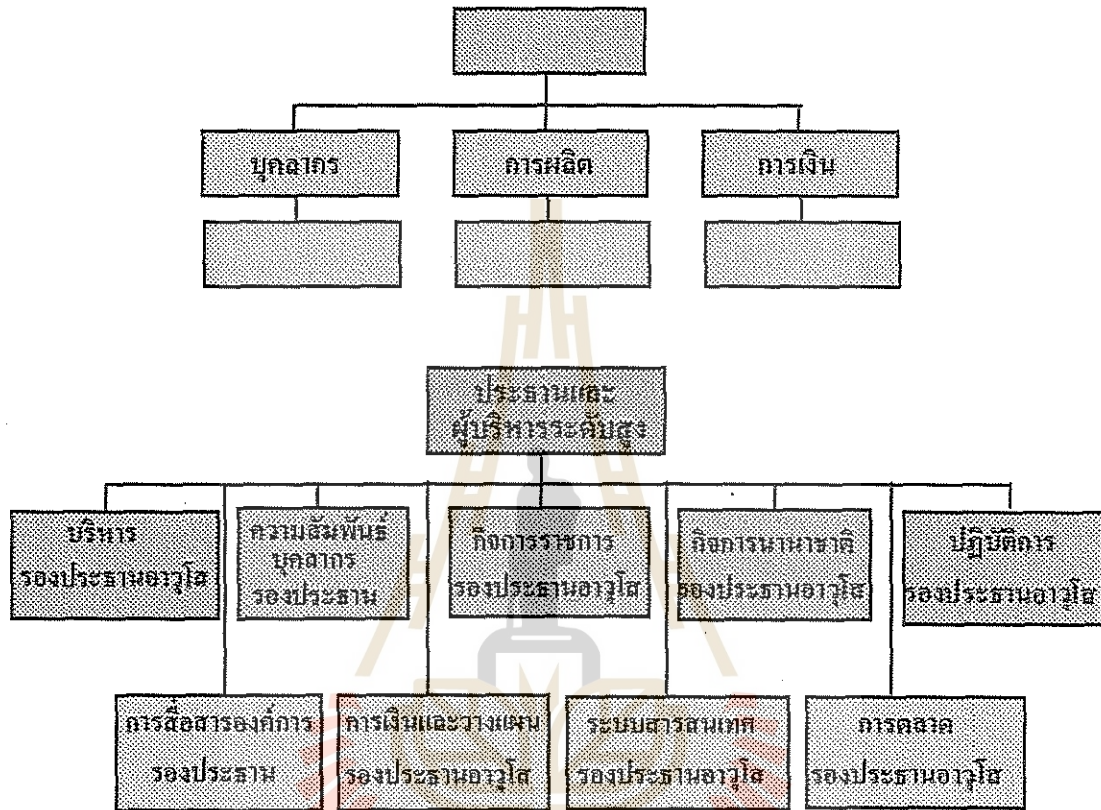 บุคลากร
การผลิต
การเงิน
ประธานและ
ผู้บริหารระดับสูง
บริหาร
รองประธานอาวุโส
ความสัมพันธ์
บุคลากร
รองประธาน
กิจการราชการ
รองประธานอาวุโส
กิจการนานาชาติ
รองประธานอาวุโส
ปฏิบัติการ
รองประธานอาวุโส
การสื่อสารองค์การ
รองประธาน
การเงินและวางแผน
รองประธานอาวุโส
ระบบสารสนเทศ
รองประธานอาวุโส
การตลาด
รองประธานอาวุโส